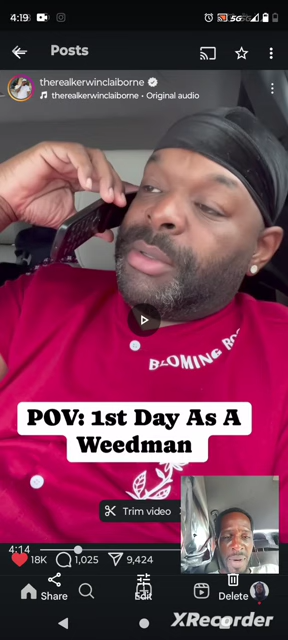 4:19
5G
Posts
therealkerwinclaiborne
therealkerwinclaiborne • Original audio
BLOMING
POV: 1st Day As A
Weedman
Trim video
4:14
18K 1,025 9,424
Share Edit Delete
XRecorder